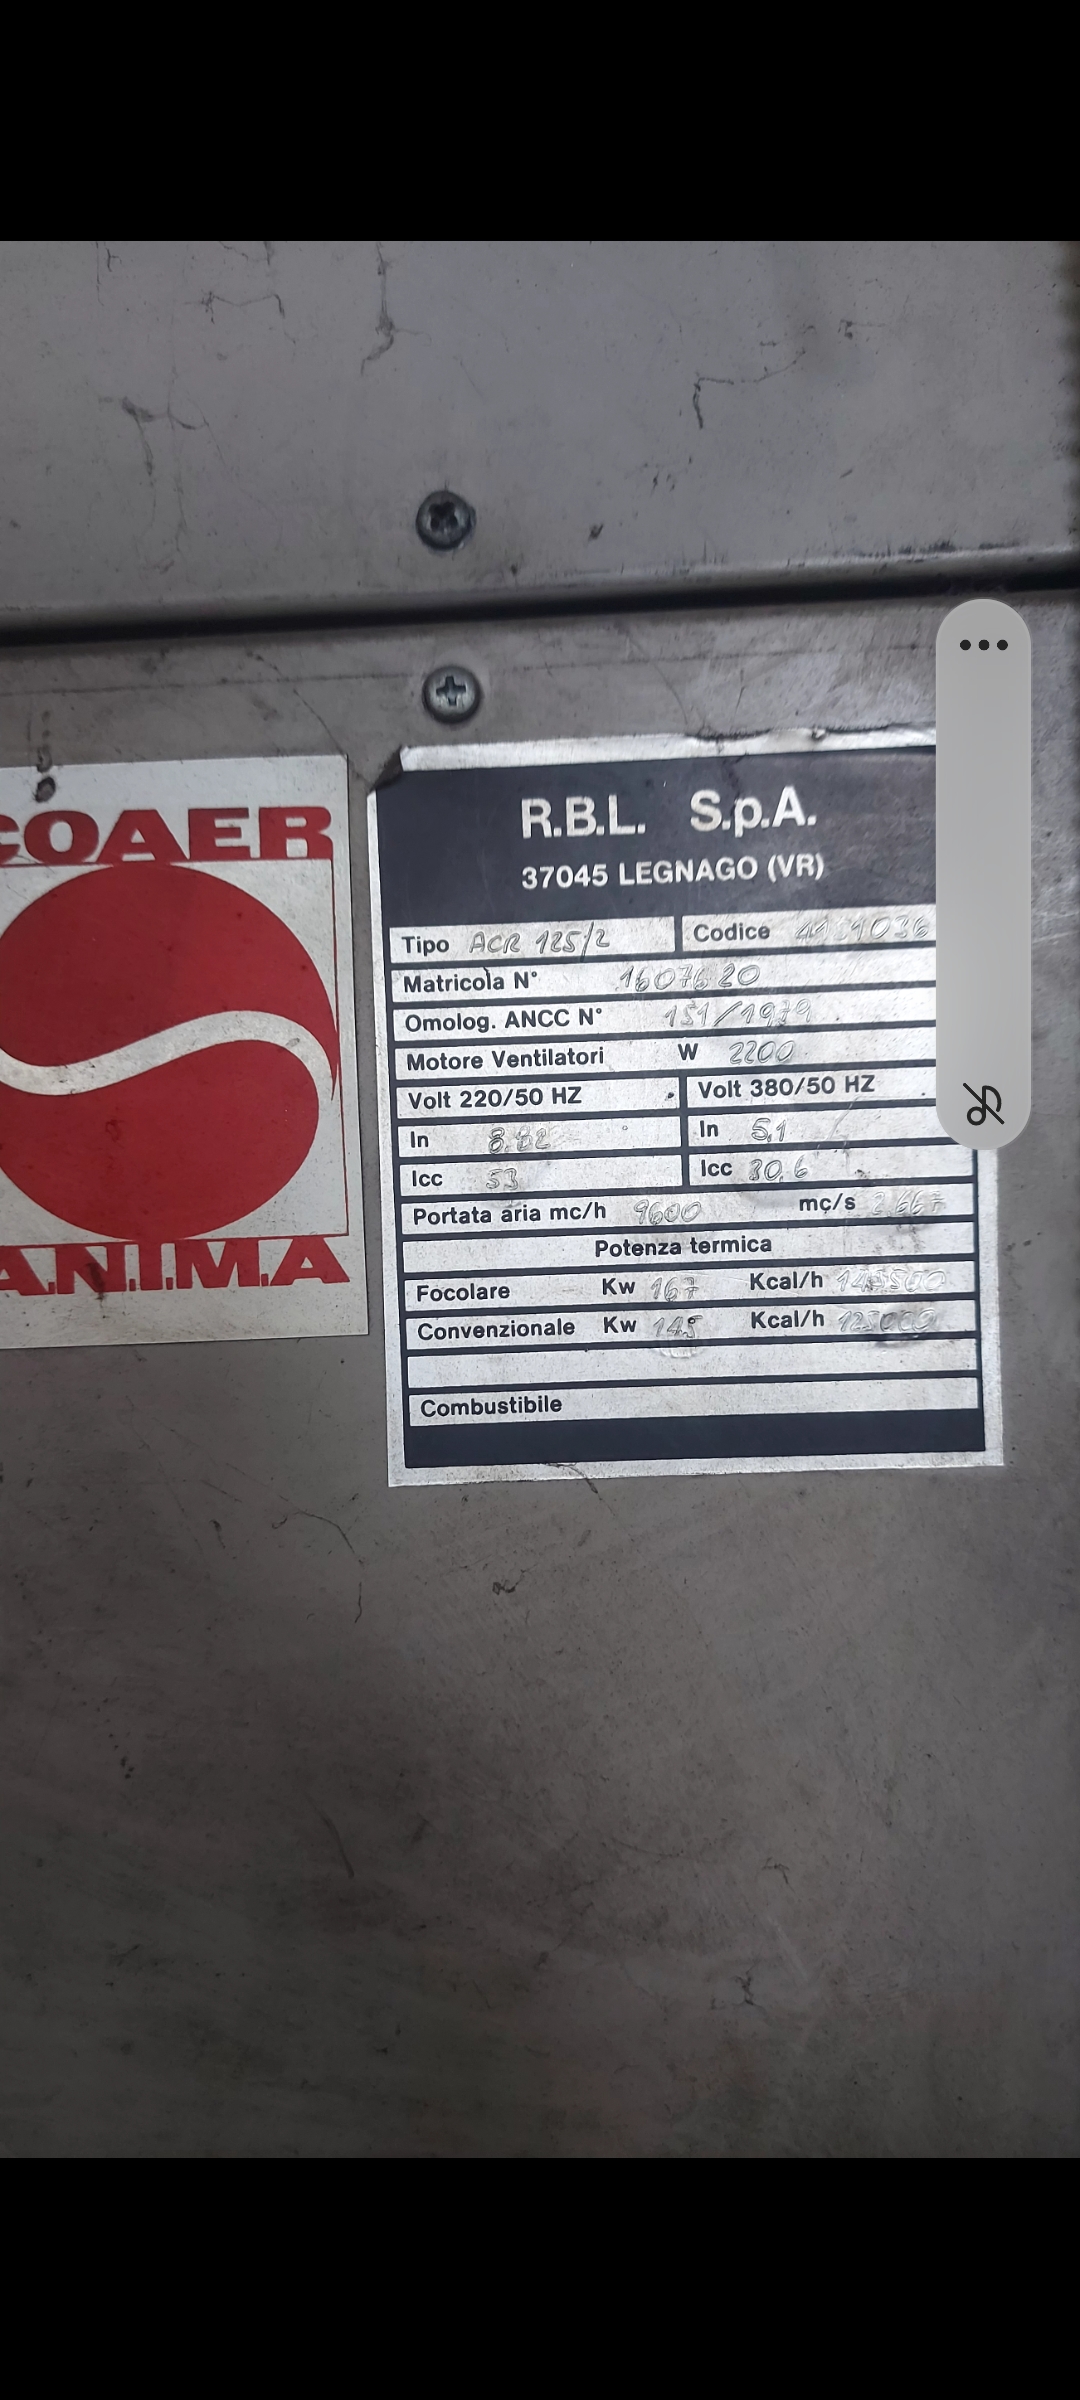 COAER
A.N.I.M.A
R.B.L. S.p.A.
37045 LEGNAGO (VR)
Tipo ACR 125/2 Codice
Matricola N° 1607620
Omolog. ANCC N° 151/1979
Motore Ventilatori W 2200
Volt 220/50 HZ Volt 380/50 HZ
In 8.82 In 5,1
Icc 53 Icc 30,6
Portata aria mc/h 9600 mc/s 2.667
Potenza termica
Focolare Kw 167 Kcal/h
Convenzionale Kw 145 Kcal/h 125000
Combustibile